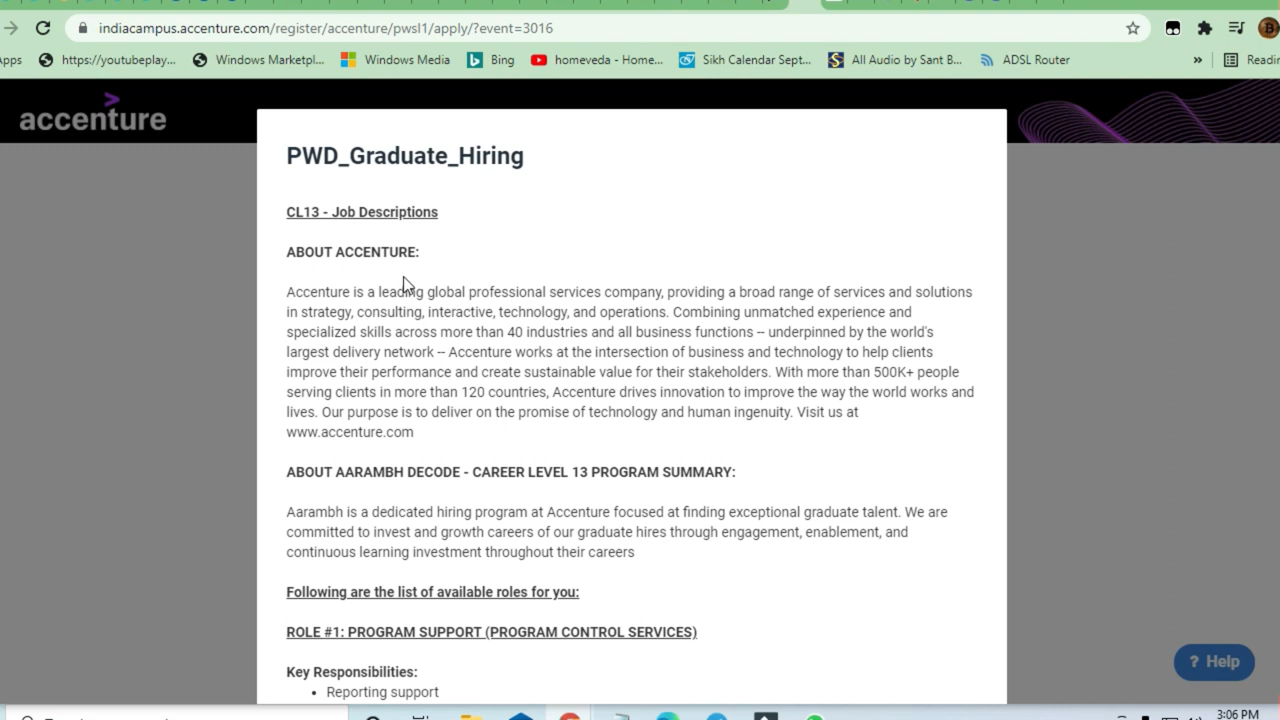 indiacampus.accenture.com/register/accenture/pwsl1/apply/?event=3016
Apps https://youtubeplay... Windows Marketpl... Windows Media Bing homeveda - Home... Sikh Calendar Sept... All Audio by Sant B... ADSL Router » Readin
accenture
PWD_Graduate_Hiring
CL13 - Job Descriptions
ABOUT ACCENTURE:
Accenture is a leading global professional services company, providing a broad range of services and solutions
in strategy, consulting, interactive, technology, and operations. Combining unmatched experience and
specialized skills across more than 40 industries and all business functions -- underpinned by the world's
largest delivery network -- Accenture works at the intersection of business and technology to help clients
improve their performance and create sustainable value for their stakeholders. With more than 500K+ people
serving clients in more than 120 countries, Accenture drives innovation to improve the way the world works and
lives. Our purpose is to deliver on the promise of technology and human ingenuity. Visit us at
www.accenture.com
ABOUT AARAMBH DECODE - CAREER LEVEL 13 PROGRAM SUMMARY:
Aarambh is a dedicated hiring program at Accenture focused at finding exceptional graduate talent. We are
committed to invest and growth careers of our graduate hires through engagement, enablement, and
continuous learning investment throughout their careers
Following are the list of available roles for you:
ROLE #1: PROGRAM SUPPORT (PROGRAM CONTROL SERVICES)
Key Responsibilities:
• Reporting support
? Help
3:06 PM